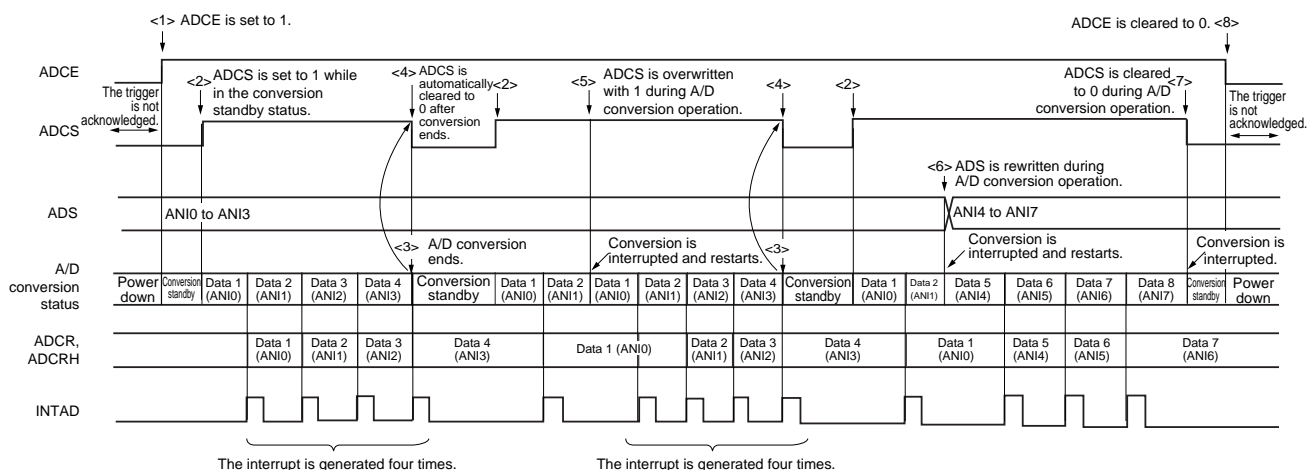 <1> ADCE is set to 1.
ADCE is cleared to 0. <8>
ADCE
The trigger
is not
acknowledged.
<2> ADCS is set to 1 while
in the conversion
standby status.
<4> ADCS is
automatically
cleared to
0 after
conversion
ends.
<2>
<5> ADCS is overwritten
with 1 during A/D
conversion operation.
<4>
<2>
ADCS is cleared
to 0 during A/D
conversion operation.
<7>
The trigger
is not
acknowledged.
ADCS
<6> ADS is rewritten during
A/D conversion operation.
ADS
ANI0 to ANI3
ANI4 to ANI7
<3> A/D conversion
ends.
Conversion is
interrupted and restarts.
<3>
Conversion is
interrupted and restarts.
Conversion is
interrupted.
A/D
conversion
status
Power
down
Conversion
standby
Data 1
(ANI0)
Data 2
(ANI1)
Data 3
(ANI2)
Data 4
(ANI3)
Conversion
standby
Data 1
(ANI0)
Data 2
(ANI1)
Data 1
(ANI0)
Data 2
(ANI1)
Data 3
(ANI2)
Data 4
(ANI3)
Conversion
standby
Data 1
(ANI0)
Data 2
(ANI1)
Data 5
(ANI4)
Data 6
(ANI5)
Data 7
(ANI6)
Data 8
(ANI7)
Conversion
standby
Power
down
ADCR,
ADCRH
Data 1
(ANI0)
Data 2
(ANI1)
Data 3
(ANI2)
Data 4
(ANI3)
Data 1 (ANI0)
Data 2
(ANI1)
Data 3
(ANI2)
Data 4
(ANI3)
Data 1
(ANI0)
Data 5
(ANI4)
Data 6
(ANI5)
Data 7
(ANI6)
INTAD
The interrupt is generated four times.
The interrupt is generated four times.